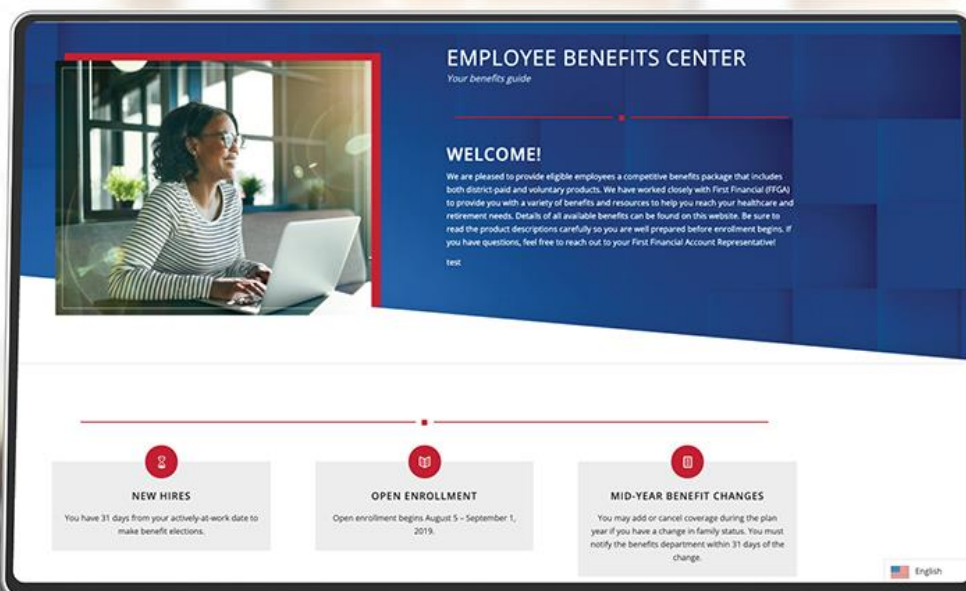 EMPLOYEE BENEFITS CENTER
Your benefits guide
WELCOME!
We are pleased to provide eligible employees a competitive benefits package that includes
both district-paid and voluntary products. We have worked closely with First Financial (FFGA)
to provide you with a variety of benefits and resources to help you reach your healthcare and
retirement needs. Details of all available benefits can be found on this website. Be sure to
read the product descriptions carefully so you are well prepared before enrollment begins. If
you have questions, feel free to reach out to your First Financial Account Representative!
test
NEW HIRES
You have 31 days from your actively-at-work date to
make benefit elections.
OPEN ENROLLMENT
Open enrollment begins August 5 – September 1,
2019.
MID-YEAR BENEFIT CHANGES
You may add or cancel coverage during the plan
year if you have a change in family status. You must
notify the benefits department within 31 days of the
change.
English